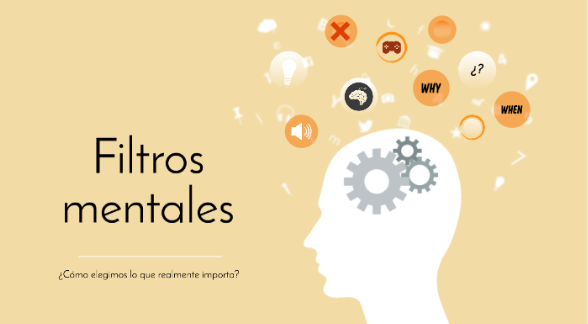 ¿?
WHY
WHEN
Filtros
mentales
¿Cómo elegimos lo que realmente importa?